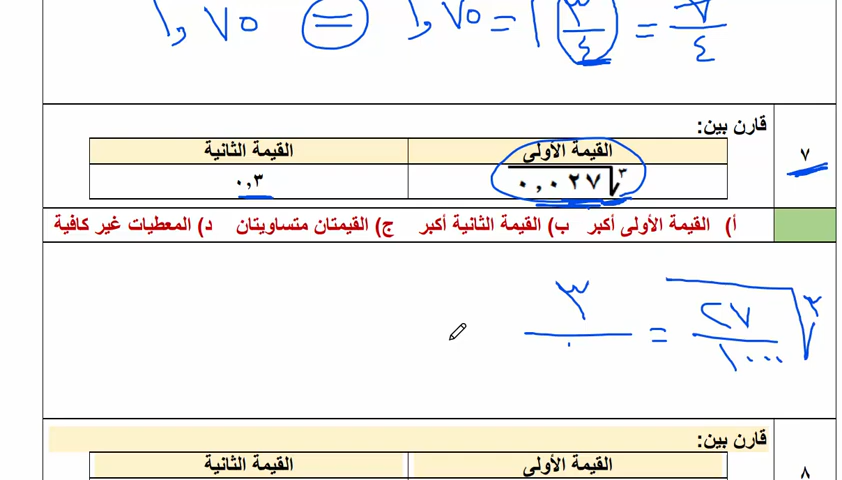 ١,٧٥ = ١,٧٥ = ١ ٣/٤ = ٧/٤
قارن بين:
٧
القيمة الأولى القيمة الثانية
٣√٠,٠٢٧ ٠,٣
أ) القيمة الأولى أكبر ب) القيمة الثانية أكبر ج) القيمتان متساويتان د) المعطيات غير كافية
٣√٢٧/١٠٠٠ = ٣/٠
قارن بين:
٨
القيمة الأولى القيمة الثانية